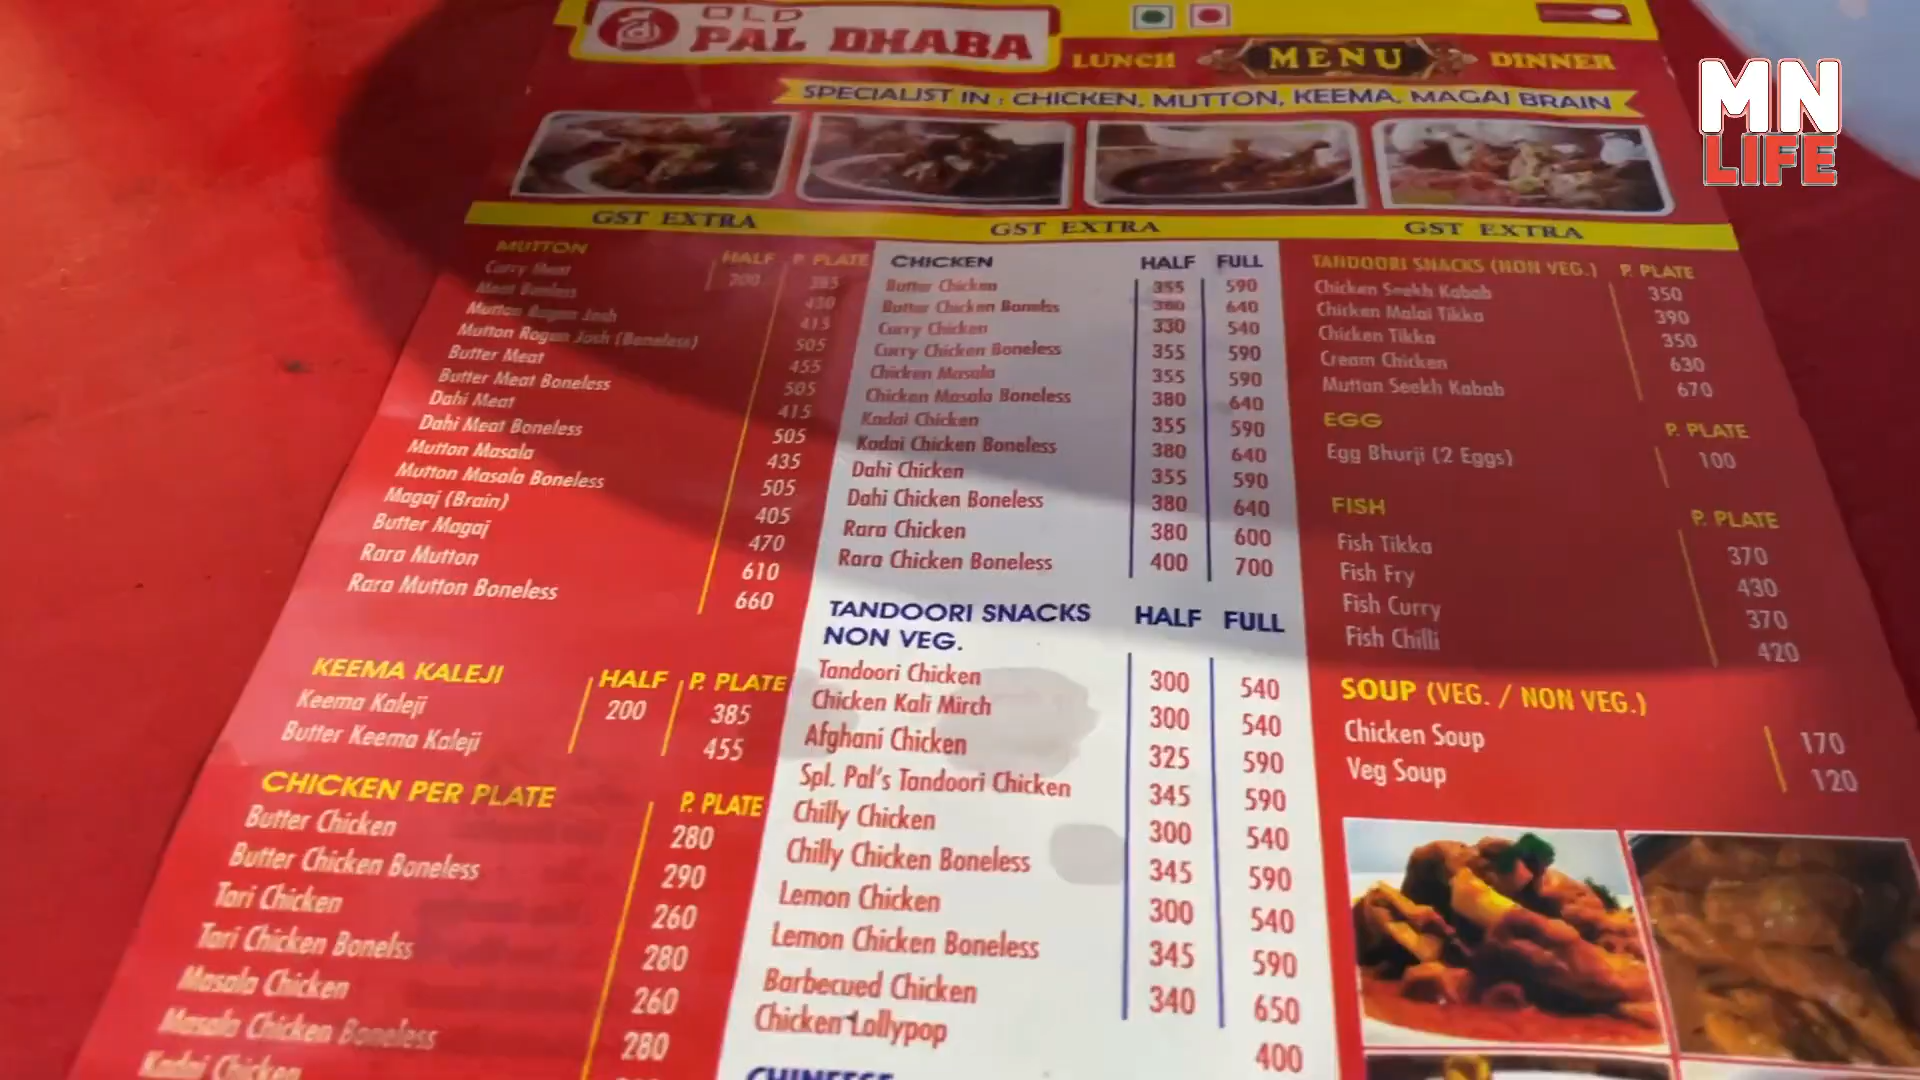 OLD
PAL DHABA
LUNCH MENU DINNER
SPECIALIST IN : CHICKEN, MUTTON, KEEMA, MAGAJ BRAIN
MN
LIFE
GST EXTRA GST EXTRA GST EXTRA
MUTTON HALF P. PLATE
Curry Meat 200 385
Meat Bonless 430
Mutton Rogan Josh 415
Mutton Rogan Josh (Boneless) 505
Butter Meat 455
Butter Meat Boneless 505
Dahi Meat 415
Dahi Meat Boneless 505
Mutton Masala 435
Mutton Masala Boneless 505
Magaj (Brain) 405
Butter Magaj 470
Rara Mutton 610
Rara Mutton Boneless 660
KEEMA KALEJI HALF P. PLATE
Keema Kaleji 200 385
Butter Keema Kaleji 455
CHICKEN PER PLATE P. PLATE
Butter Chicken 280
Butter Chicken Boneless 290
Tari Chicken 260
Tari Chicken Bonelss 280
Masala Chicken 260
Masala Chicken Boneless 280
Kadai Chicken
CHICKEN HALF FULL
Butter Chicken 355 590
Butter Chicken Bonelss 380 640
Curry Chicken 330 540
Curry Chicken Boneless 355 590
Chicken Masala 355 590
Chicken Masala Boneless 380 640
Kadai Chicken 355 590
Kadai Chicken Boneless 380 640
Dahi Chicken 355 590
Dahi Chicken Boneless 380 640
Rara Chicken 380 600
Rara Chicken Boneless 400 700
TANDOORI SNACKS HALF FULL
NON VEG.
Tandoori Chicken 300 540
Chicken Kali Mirch 300 540
Afghani Chicken 325 590
Spl. Pal's Tandoori Chicken 345 590
Chilly Chicken 300 540
Chilly Chicken Boneless 345 590
Lemon Chicken 300 540
Lemon Chicken Boneless 345 590
Barbecued Chicken 340 650
Chicken Lollypop 400
CHINEESE
TANDOORI SNACKS (NON VEG.) P. PLATE
Chicken Seekh Kabab 350
Chicken Malai Tikka 390
Chicken Tikka 350
Cream Chicken 630
Muttan Seekh Kabab 670
EGG P. PLATE
Egg Bhurji (2 Eggs) 100
FISH P. PLATE
Fish Tikka 370
Fish Fry 430
Fish Curry 370
Fish Chilli 420
SOUP (VEG. / NON VEG.)
Chicken Soup 170
Veg Soup 120